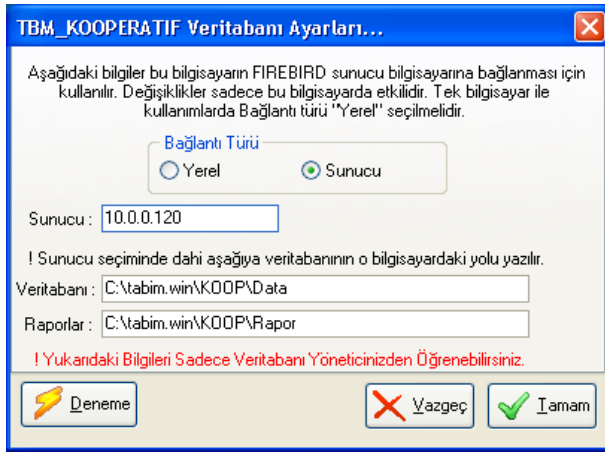 TBM_KOOPERATIF Veritabanı Ayarları...
Aşağıdaki bilgiler bu bilgisayarın FIREBIRD sunucu bilgisayarına bağlanması için
kullanılır. Değişiklikler sadece bu bilgisayarda etkilidir. Tek bilgisayar ile
kullanımlarda Bağlantı türü "Yerel" seçilmelidir.
Bağlantı Türü
Yerel Sunucu
Sunucu : 10.0.0.120
! Sunucu seçiminde dahi aşağıya veritabanının o bilgisayardaki yolu yazılır.
Veritabanı : C:\tabim.win\KOOP\Data
Raporlar : C:\tabim.win\KOOP\Rapor
! Yukarıdaki Bilgileri Sadece Veritabanı Yöneticinizden Öğrenebilirsiniz.
Deneme Vazgeç Tamam